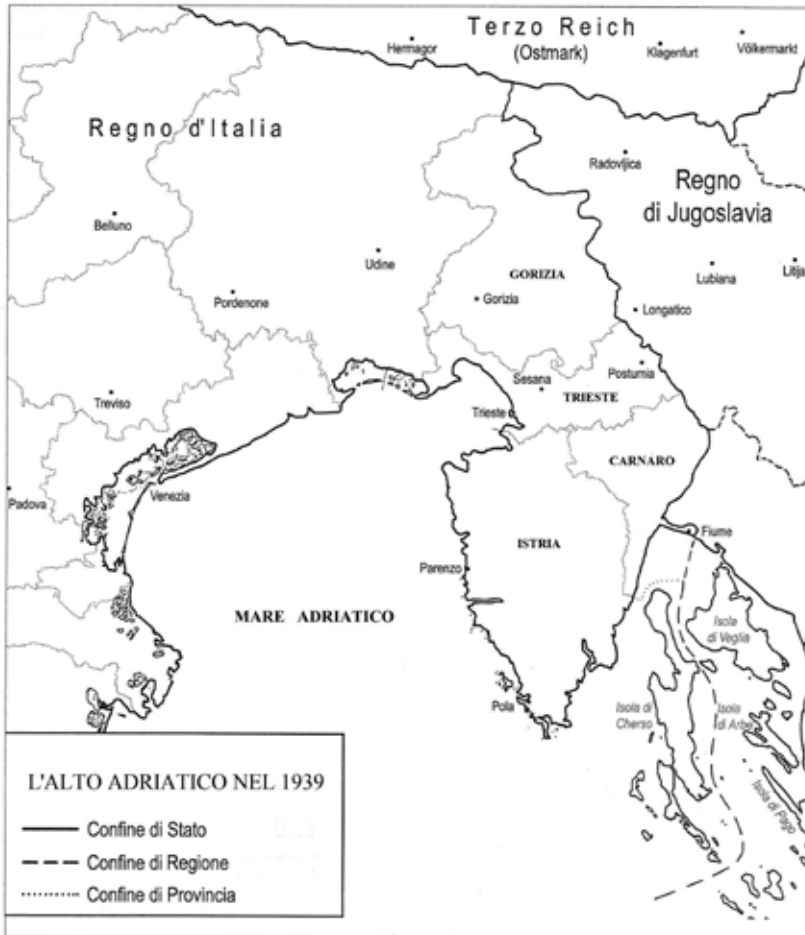 Terzo Reich
(Ostmark)
Hermagor
Klagenfurt
Völkermarkt
Regno d'Italia
Radovljica
Regno
di Jugoslavia
Belluno
Udine
GORIZIA
Lubiana
Litija
Pordenone
Gorizia
Longatico
Treviso
Sesana
Postumia
TRIESTE
Trieste
CARNARO
Padova
Venezia
Fiume
ISTRIA
Parenzo
MARE ADRIATICO
Isola
di Veglia
Pola
Isola di
Cherso
Isola
di Arbe
Isola di Pago
L'ALTO ADRIATICO NEL 1939
Confine di Stato
Confine di Regione
Confine di Provincia